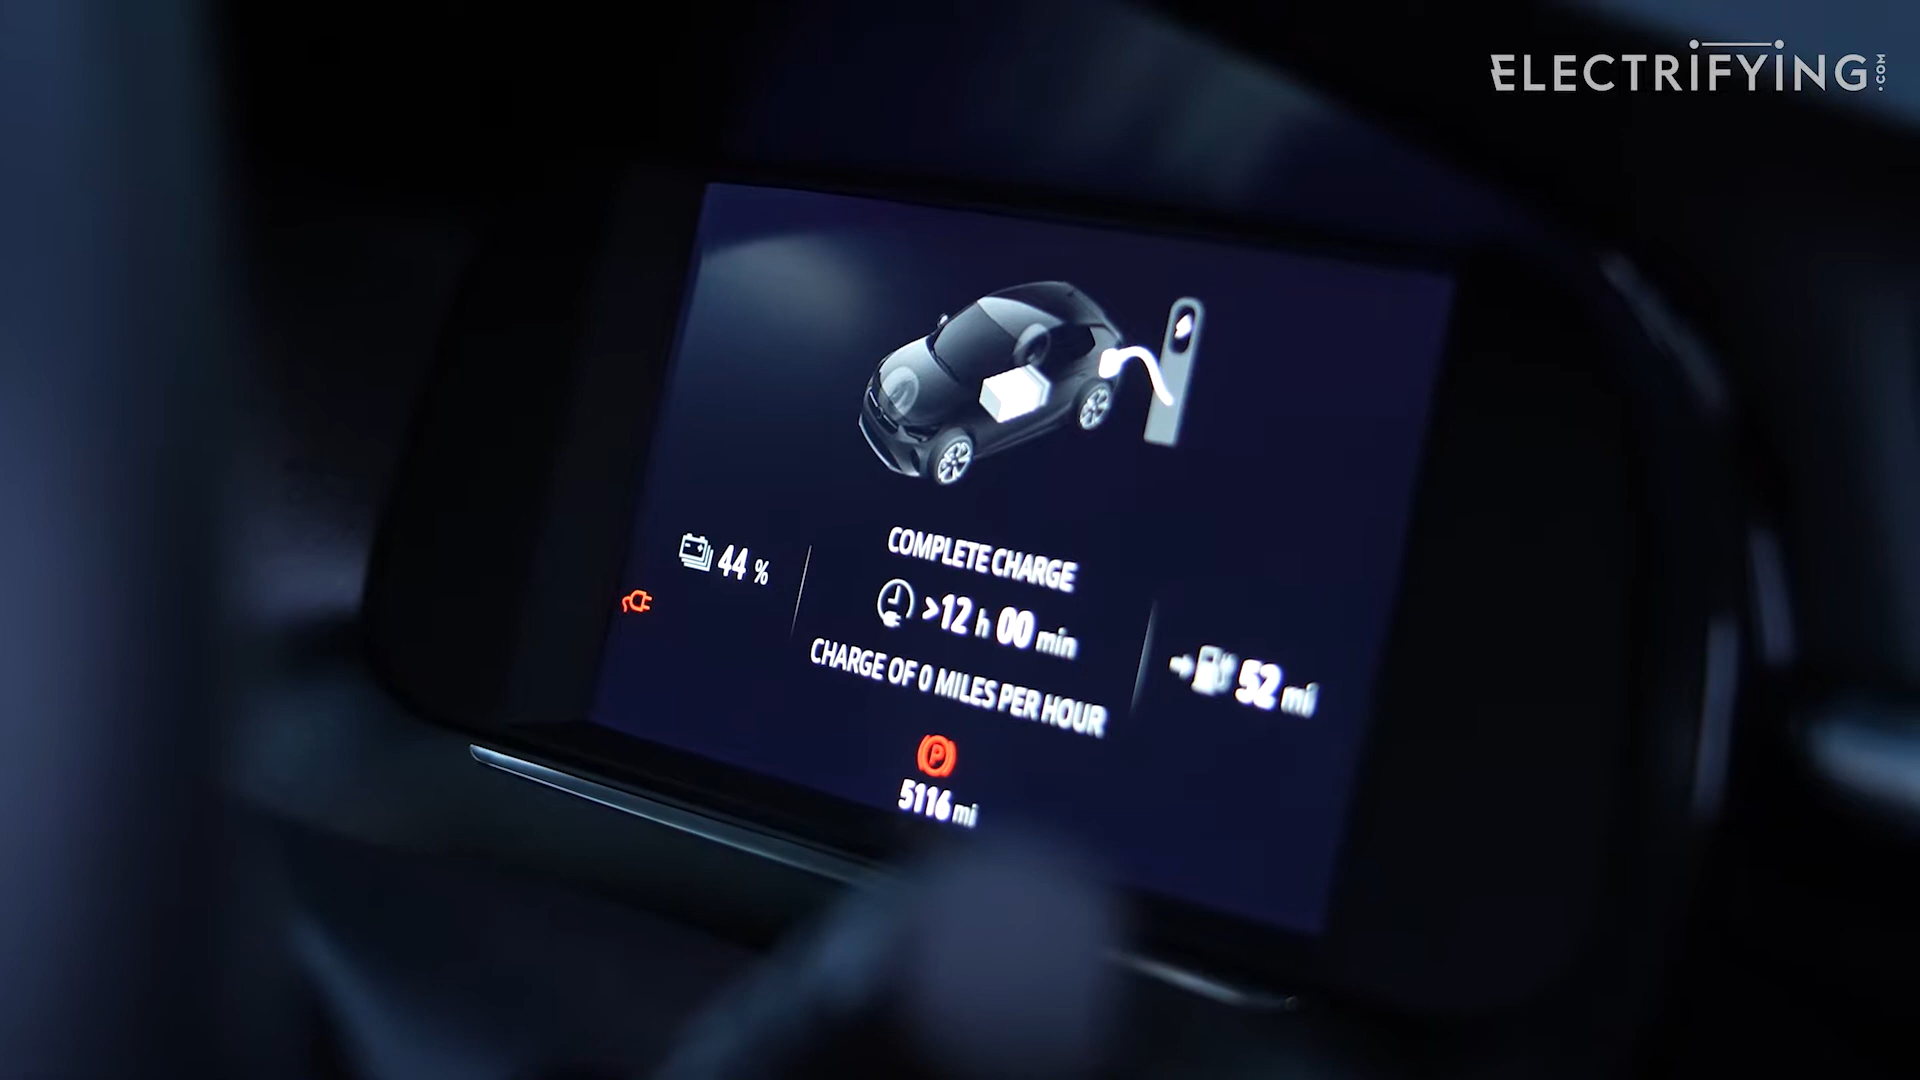 ELECTRIFYING.COM
COMPLETE CHARGE
44 %
>12 h 00 min
CHARGE OF 0 MILES PER HOUR
52 mi
P
5116 mi